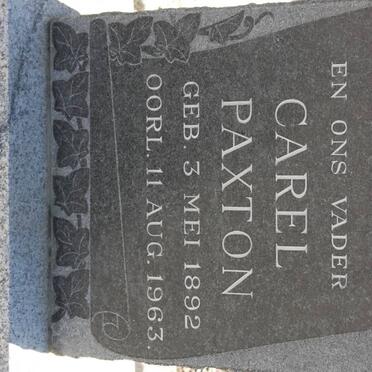 EN ONS VADER
CAREL
PAXTON
GEB. 3 MEI 1892
OORL. 11 AUG. 1963.